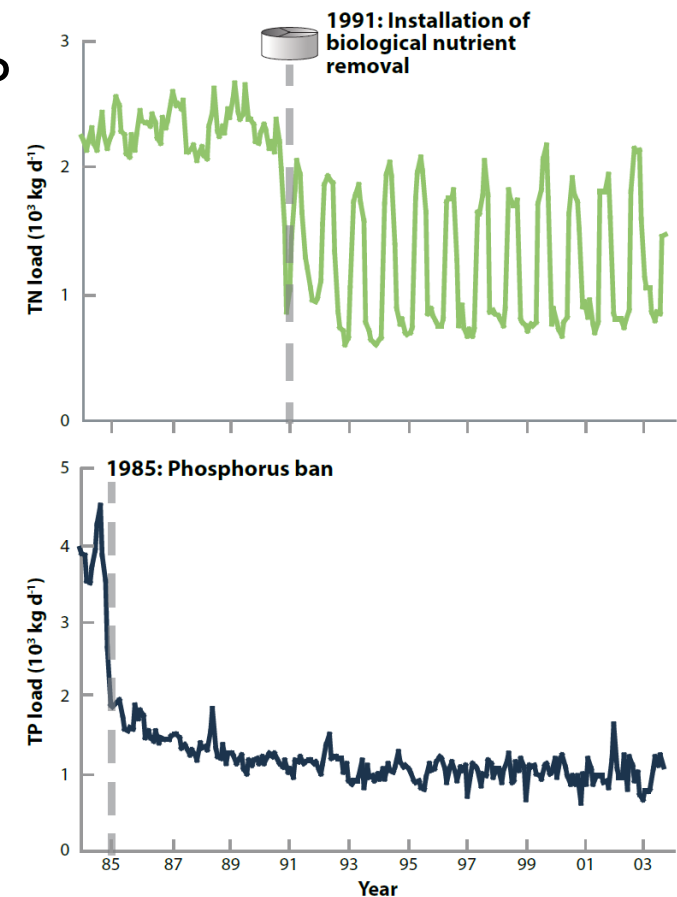 1991: Installation of
biological nutrient
removal
3
2
1
0
TN load (10³ kg d⁻¹)
1985: Phosphorus ban
5
4
3
2
1
0
TP load (10³ kg d⁻¹)
85 87 89 91 93 95 97 99 01 03
Year